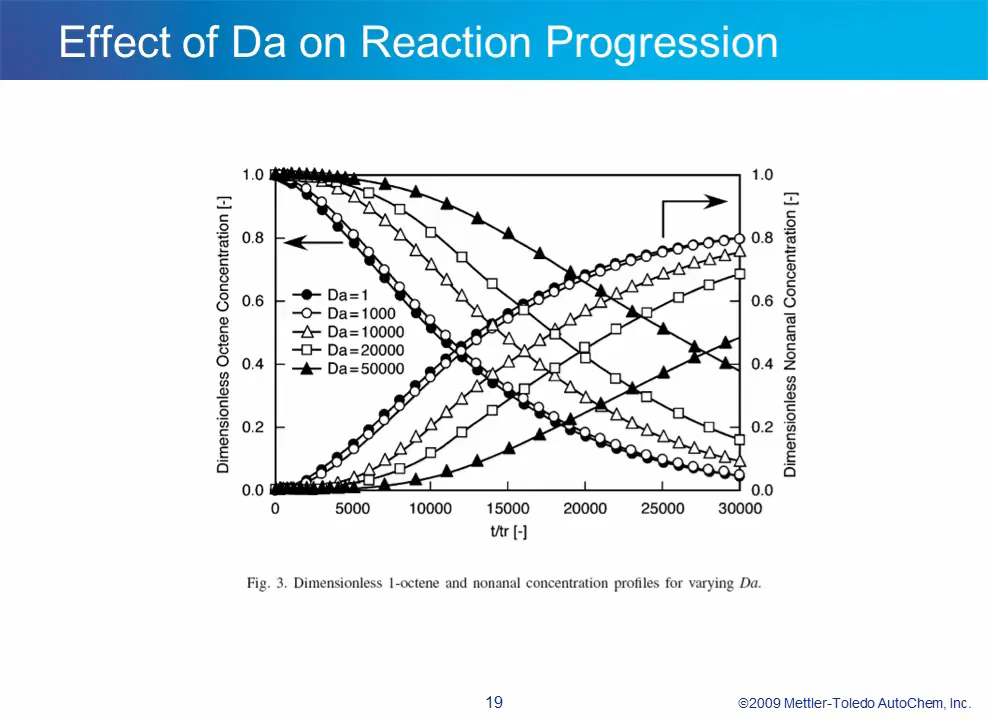 Effect of Da on Reaction Progression
Dimensionless Octene Concentration [-]
1.0
0.8
0.6
0.4
0.2
0.0
Da = 1
Da = 1000
Da = 10000
Da = 20000
Da = 50000
1.0
0.8
0.6
0.4
0.2
0.0
Dimensionless Nonanal Concentration [-]
0 5000 10000 15000 20000 25000 30000
t/tr [-]
Fig. 3. Dimensionless 1-octene and nonanal concentration profiles for varying Da.
19
©2009 Mettler-Toledo AutoChem, Inc.